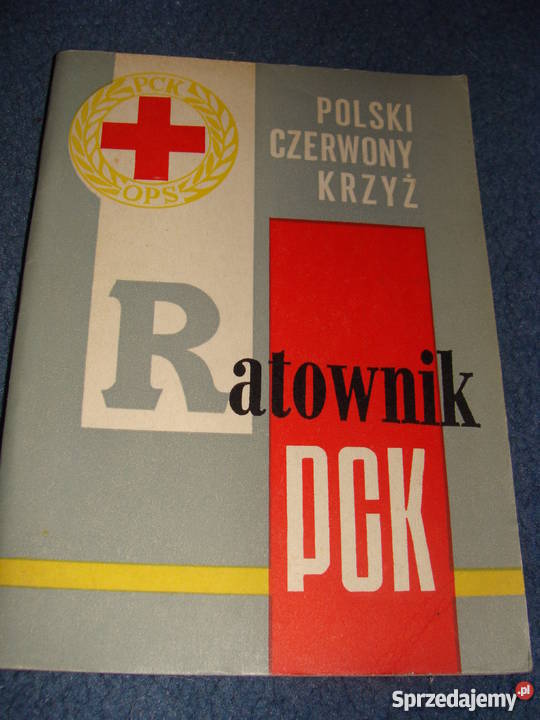 PCK
OPS
POLSKI
CZERWONY
KRZYŻ
Ratownik
PCK
Sprzedajemy.pl